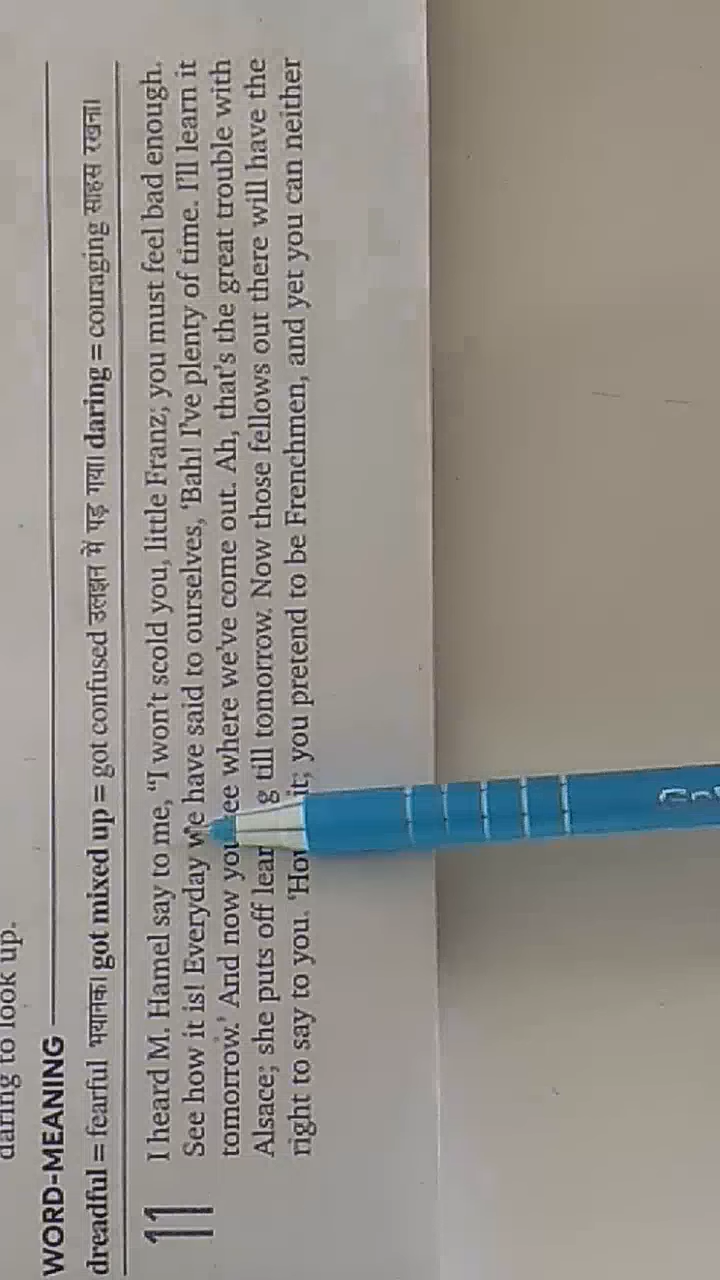 daring to look up.
WORD-MEANING
dreadful = fearful भयानक। got mixed up = got confused उलझन में पड़ गया। daring = couraging साहस रखना।
11
I heard M. Hamel say to me, “I won’t scold you, little Franz; you must feel bad enough.
See how it is! Everyday we have said to ourselves, ‘Bah! I’ve plenty of time. I’ll learn it
tomorrow.’ And now you see where we’ve come out. Ah, that’s the great trouble with
Alsace; she puts off till tomorrow. Now those fellows out there will have the
right to say to you. it; you pretend to be Frenchmen, and yet you can neither